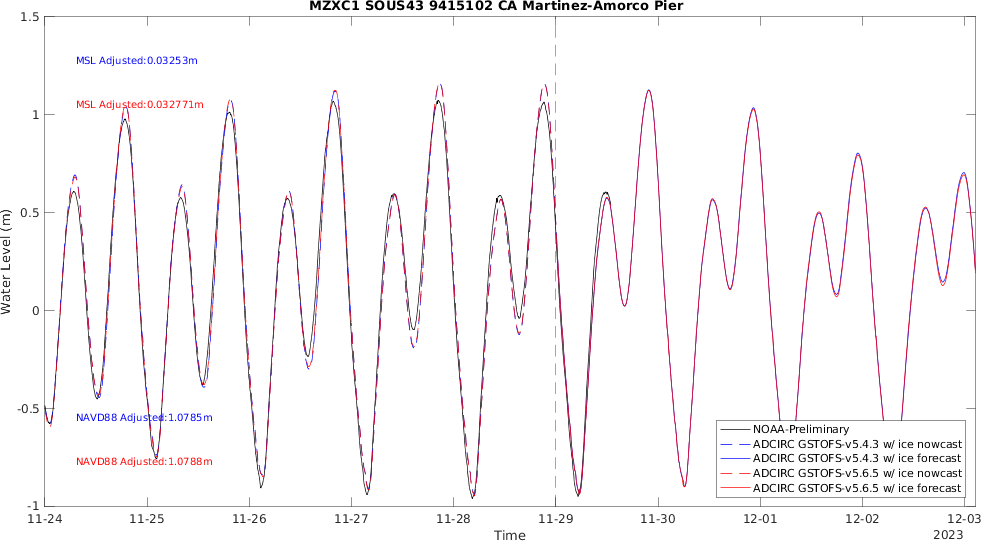 MZXC1 SOUS43 9415102 CA Martinez-Amorco Pier
1.5
1
0.5
0
-0.5
-1
Water Level (m)
MSL Adjusted:0.03253m
MSL Adjusted:0.032771m
NAVD88 Adjusted:1.0785m
NAVD88 Adjusted:1.0788m
NOAA-Preliminary
ADCIRC GSTOFS-v5.4.3 w/ ice nowcast
ADCIRC GSTOFS-v5.4.3 w/ ice forecast
ADCIRC GSTOFS-v5.6.5 w/ ice nowcast
ADCIRC GSTOFS-v5.6.5 w/ ice forecast
11-24 11-25 11-26 11-27 11-28 11-29 11-30 12-01 12-02 12-03
2023
Time